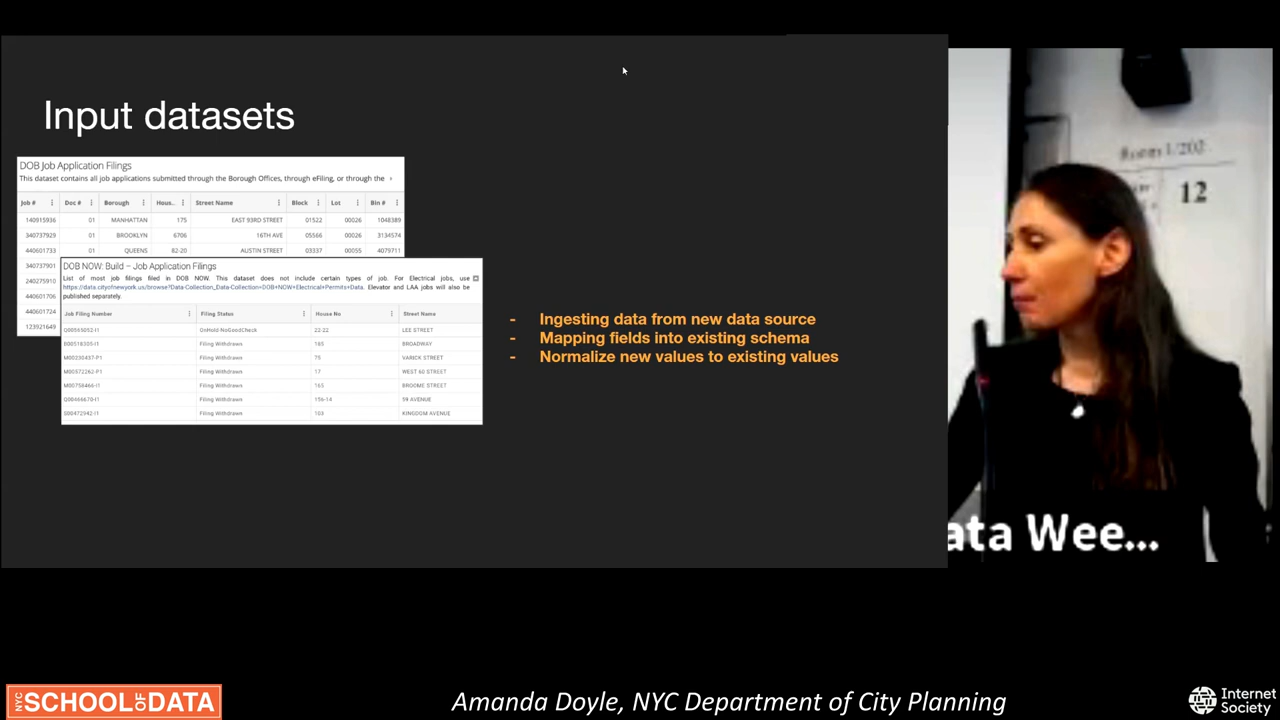 Input datasets
DOB Job Application Filings
This dataset contains all job applications submitted through the Borough Offices, through eFiling, or through the
Job # Doc # Borough Hous.. Street Name Block Lot Bin #
140915936 01 MANHATTAN 175 EAST 93RD STREET 01522 00026 1048389
340737929 01 BROOKLYN 6706 16TH AVE 05566 00026 3134574
440601733 01 QUEENS 82-20 AUSTIN STREET 03337 00055 4079711
340737901
240275910
440601706
440601724
123921649
DOB NOW: Build – Job Application Filings
List of most job filings filed in DOB NOW. This dataset does not include certain types of job. For Electrical jobs, use
https://data.cityofnewyork.us/browse?Data-Collection_Data-Collection=DOB+NOW+Electrical+Permits+Data. Elevator and LAA jobs will also be
published separately.
Job Filing Number Filing Status House No Street Name
Q00569052-I1 OnHold-NoGoodCheck 22-22 LEE STREET
B00518305-I1 Filing Withdrawn 185 BROADWAY
M00230437-P1 Filing Withdrawn 75 VARICK STREET
M00572262-P1 Filing Withdrawn 17 WEST 60 STREET
M00758466-I1 Filing Withdrawn 165 BROOME STREET
Q00446670-I1 Filing Withdrawn 156-14 59 AVENUE
S00472942-I1 Filing Withdrawn 103 KINGDOM AVENUE
- Ingesting data from new data source
- Mapping fields into existing schema
- Normalize new values to existing values
Room 1/202
12
ata Wee...
NYC SCHOOL OF DATA
Amanda Doyle, NYC Department of City Planning
Internet
Society